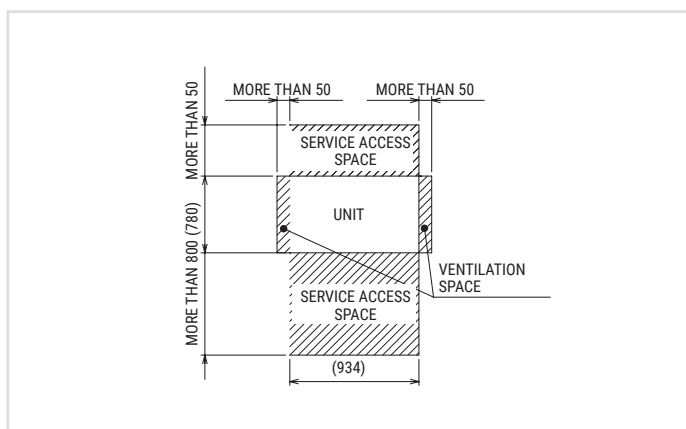 MORE THAN 50
MORE THAN 50
MORE THAN 50
SERVICE ACCESS
SPACE
UNIT
MORE THAN 800 (780)
VENTILATION
SPACE
SERVICE ACCESS
SPACE
(934)